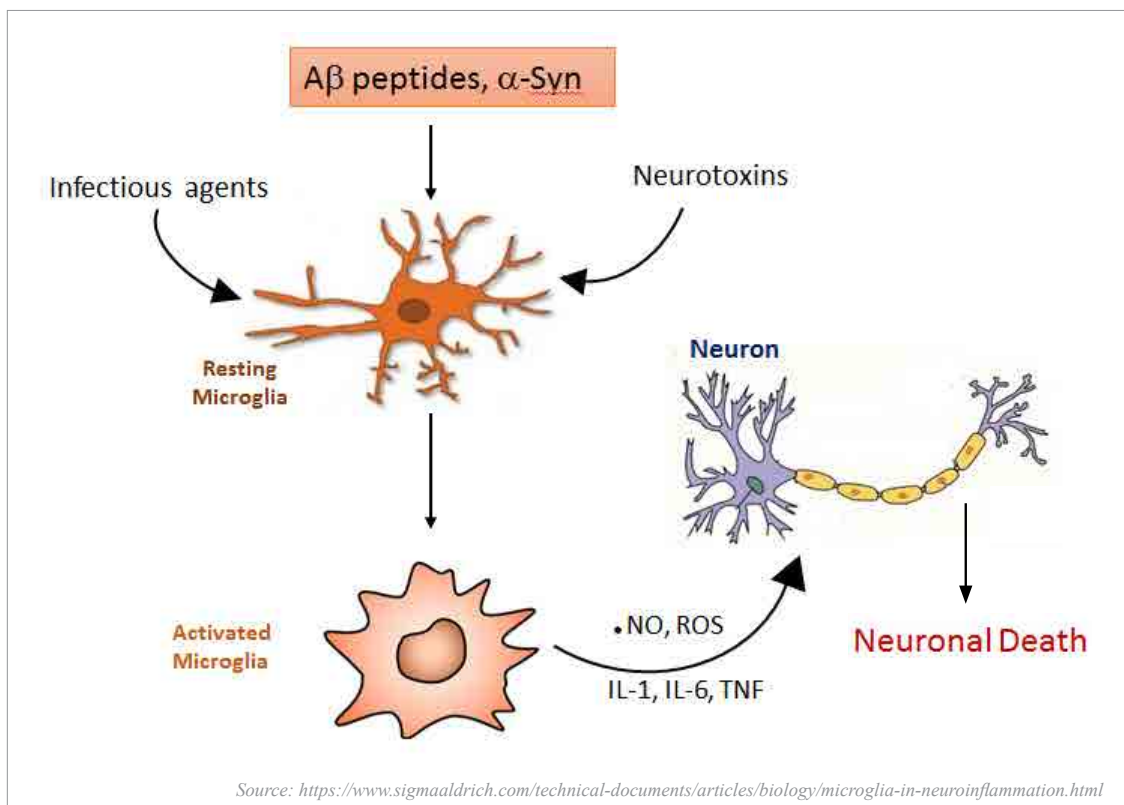 Aβ peptides, α-Syn
Infectious agents
Neurotoxins
Resting
Microglia
Neuron
Activated
Microglia
•NO, ROS
IL-1, IL-6, TNF
Neuronal Death
Source: https://www.sigmaaldrich.com/technical-documents/articles/biology/microglia-in-neuroinflammation.html